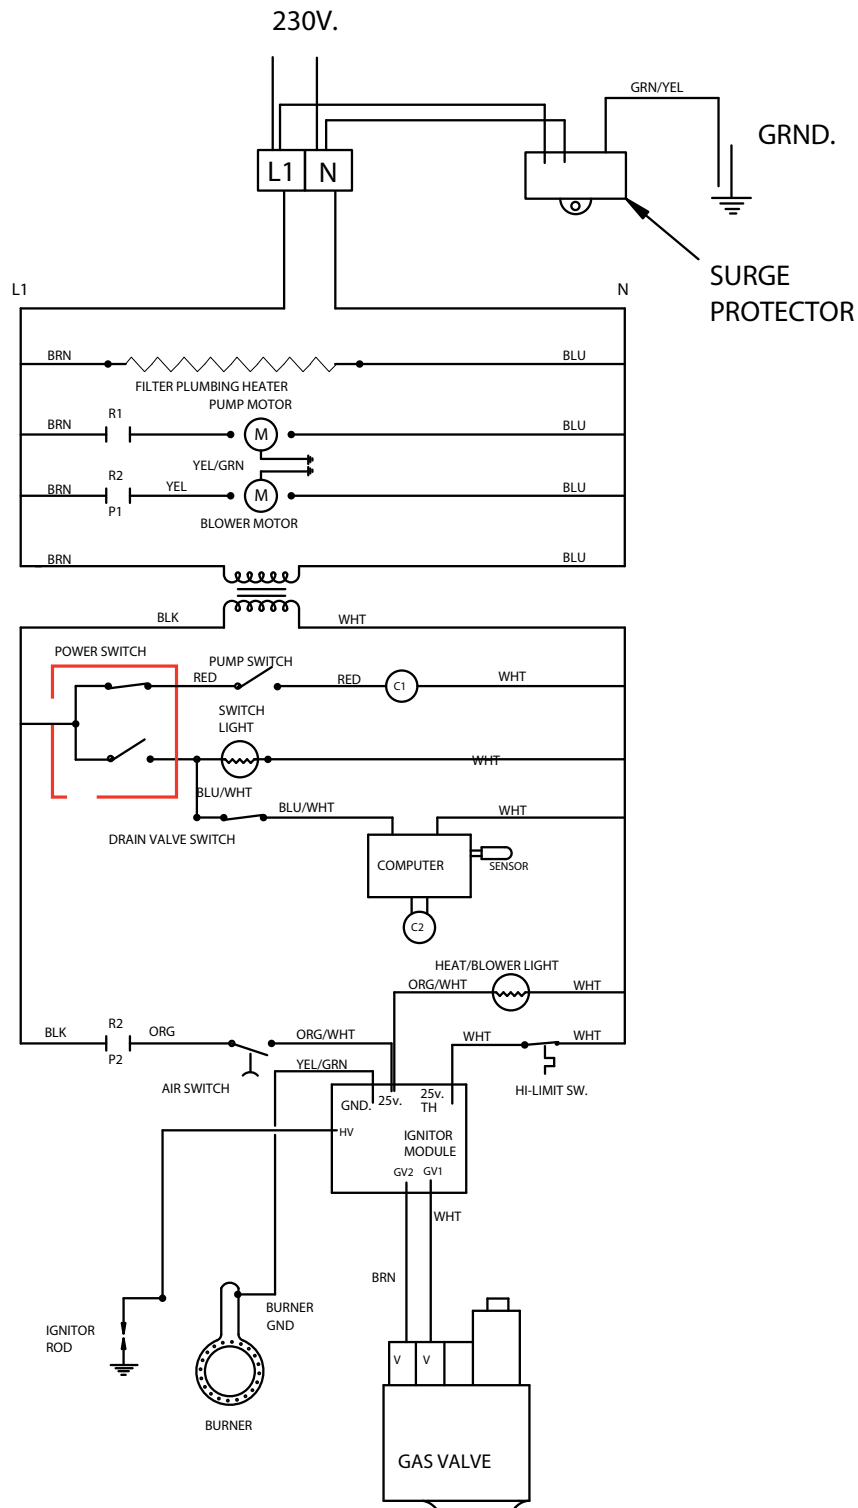 230V.
GRN/YEL
GRND.
L1 N
SURGE
PROTECTOR
L1 N
BRN BLU
FILTER PLUMBING HEATER
PUMP MOTOR
R1
BRN M BLU
YEL/GRN
R2
BRN YEL M BLU
P1
BLOWER MOTOR
BRN BLU
BLK WHT
POWER SWITCH
PUMP SWITCH
RED RED C1 WHT
SWITCH
LIGHT
WHT
BLU/WHT
BLU/WHT WHT
DRAIN VALVE SWITCH
COMPUTER SENSOR
C2
HEAT/BLOWER LIGHT
ORG/WHT WHT
R2
BLK ORG ORG/WHT WHT WHT
P2
YEL/GRN
AIR SWITCH HI-LIMIT SW.
GND. 25v. 25v.
TH
HV
IGNITOR
MODULE
GV2 GV1
WHT
BRN
BURNER
GND
IGNITOR
ROD
V V
BURNER
GAS VALVE